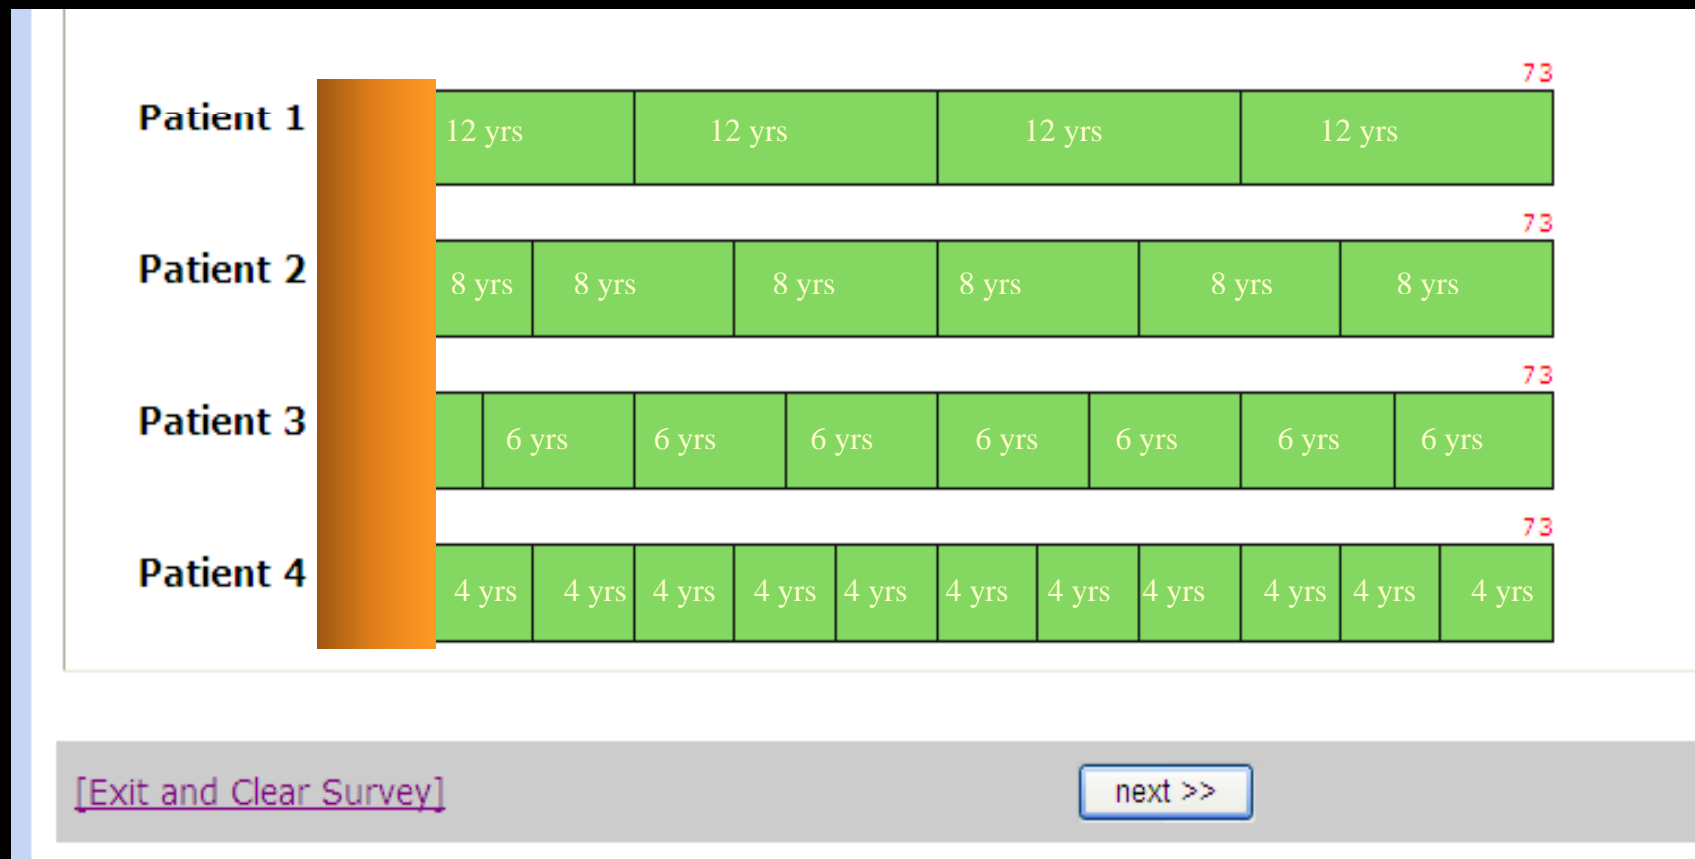 73
Patient 1 12 yrs 12 yrs 12 yrs 12 yrs
73
Patient 2 8 yrs 8 yrs 8 yrs 8 yrs 8 yrs 8 yrs
73
Patient 3 6 yrs 6 yrs 6 yrs 6 yrs 6 yrs 6 yrs 6 yrs
73
Patient 4 4 yrs 4 yrs 4 yrs 4 yrs 4 yrs 4 yrs 4 yrs 4 yrs 4 yrs 4 yrs 4 yrs
[Exit and Clear Survey] next >>